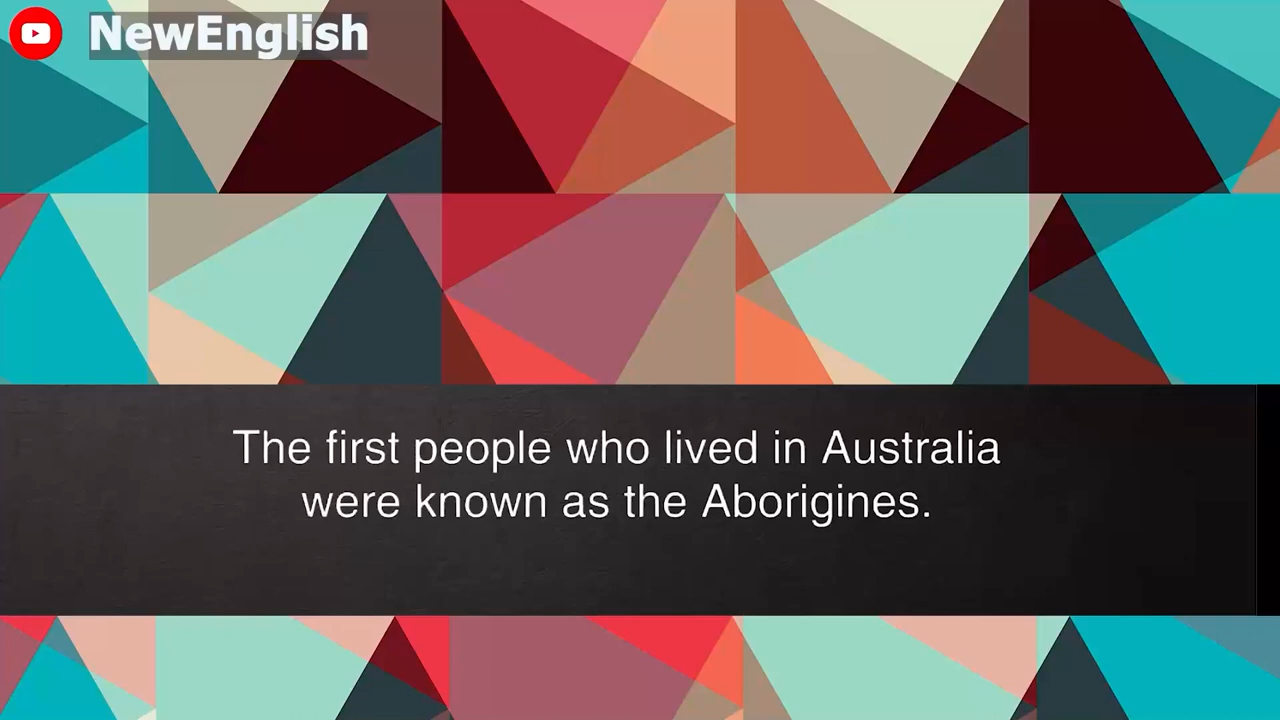 NewEnglish
The first people who lived in Australia
were known as the Aborigines.